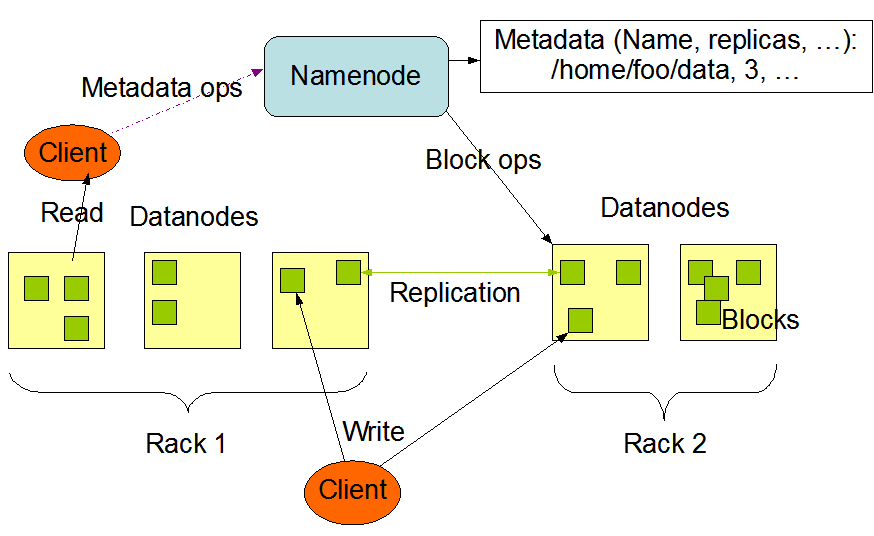 Metadata (Name, replicas, …):
/home/foo/data, 3, …
Namenode
Metadata ops
Client
Block ops
Read
Datanodes
Datanodes
Replication
Blocks
Rack 1
Write
Rack 2
Client